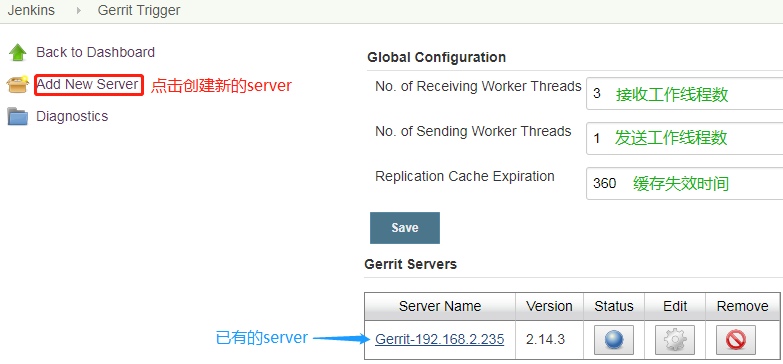 Jenkins Gerrit Trigger
Back to Dashboard
Add New Server 点击创建新的server
Diagnostics
Global Configuration
No. of Receiving Worker Threads 3 接收工作线程数
No. of Sending Worker Threads 1 发送工作线程数
Replication Cache Expiration 360 缓存失效时间
Save
Gerrit Servers
Server Name Version Status Edit Remove
已有的server Gerrit-192.168.2.235 2.14.3